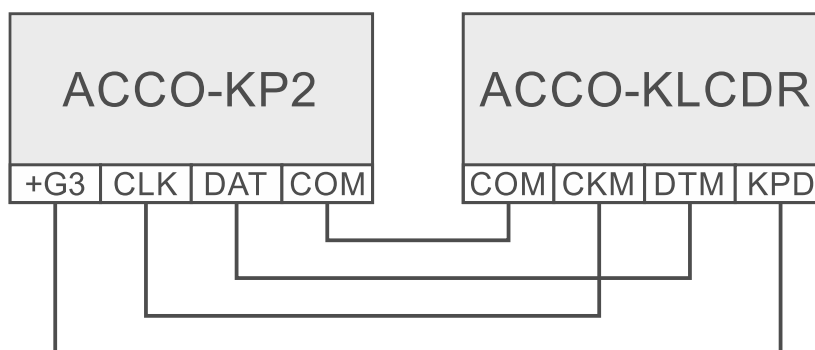 ACCO-KP2
ACCO-KLCDR
+G3 CLK DAT COM
COM CKM DTM KPD